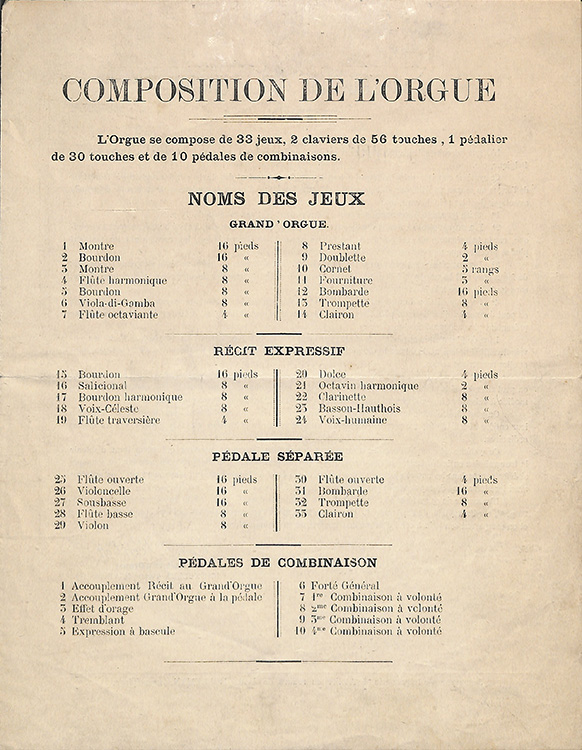 COMPOSITION DE L'ORGUE
L'Orgue se compose de 33 jeux, 2 claviers de 56 touches , 1 pédalier
de 30 touches et de 10 pédales de combinaisons.
NOMS DES JEUX
GRAND'ORGUE.
1 Montre 16 pieds
2 Bourdon 16 «
3 Montre 8 «
4 Flûte harmonique 8 «
5 Bourdon 8 «
6 Viola-di-Gamba 8 «
7 Flûte octaviante 4 «
8 Prestant 4 pieds
9 Doublette 2 «
10 Cornet 5 rangs
11 Fourniture 3 «
12 Bombarde 16 pieds
13 Trompette 8 «
14 Clairon 4 «
RÉCIT EXPRESSIF
15 Bourdon 16 pieds
16 Salicional 8 «
17 Bourdon harmonique 8 «
18 Voix-Céleste 8 «
19 Flûte traversière 4 «
20 Dolce 4 pieds
21 Octavin harmonique 2 «
22 Clarinette 8 «
23 Basson-Hauthois 8 «
24 Voix-humaine 8 «
PÉDALE SÉPARÉE
25 Flûte ouverte 16 pieds
26 Violoncelle 16 «
27 Sousbasse 16 «
28 Flûte basse 8 «
29 Violon 8 «
30 Flûte ouverte 4 pieds
31 Bombarde 16 «
32 Trompette 8 «
33 Clairon 4 «
PÉDALES DE COMBINAISON
1 Accouplement Récit au Grand'Orgue
2 Accouplement Grand'Orgue à la pédale
3 Effet d'orage
4 Tremblant
5 Expression à bascule
6 Forté Général
7 1re Combinaison à volonté
8 2me Combinaison à volonté
9 3me Combinaison à volonté
10 4me Combinaison à volonté